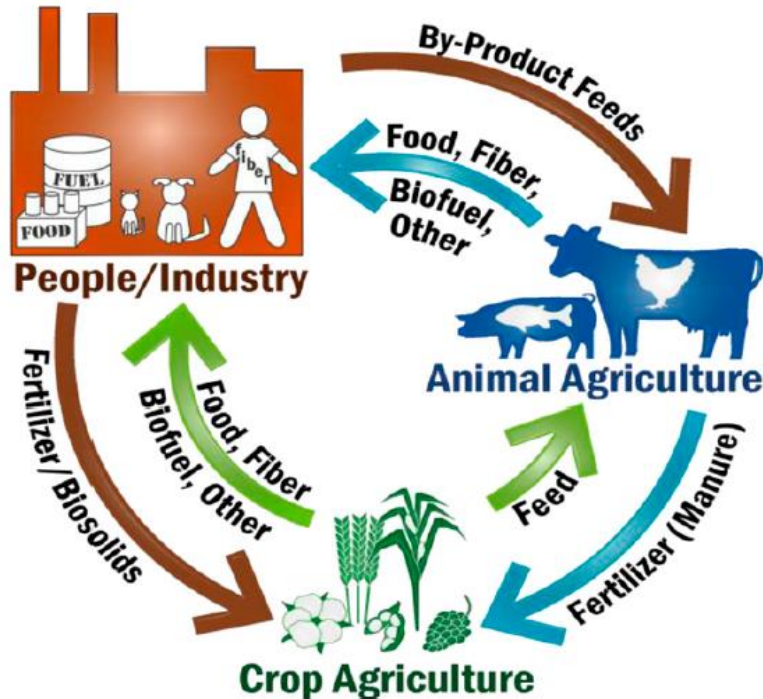 By-Product Feeds
Food, Fiber,
Biofuel,
Other
fiber
FUEL
FOOD
People/Industry
Animal Agriculture
Fertilizer / Biosolids
Food, Fiber
Biofuel, Other
Feed
Fertilizer (Manure)
Crop Agriculture